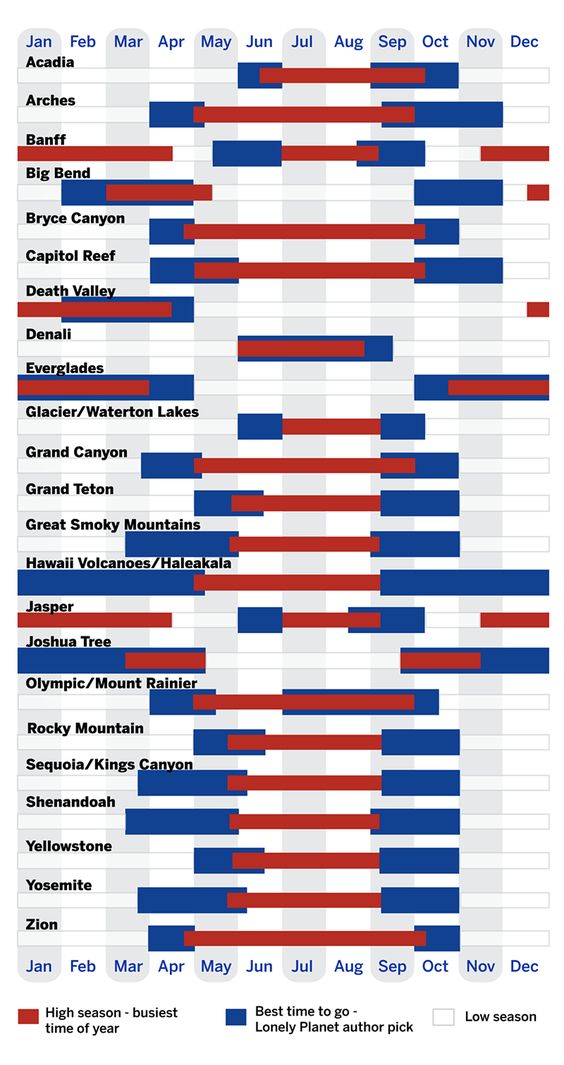 Jan Feb Mar Apr May Jun Jul Aug Sep Oct Nov Dec
Acadia
Arches
Banff
Big Bend
Bryce Canyon
Capitol Reef
Death Valley
Denali
Everglades
Glacier/Waterton Lakes
Grand Canyon
Grand Teton
Great Smoky Mountains
Hawaii Volcanoes/Haleakala
Jasper
Joshua Tree
Olympic/Mount Rainier
Rocky Mountain
Sequoia/Kings Canyon
Shenandoah
Yellowstone
Yosemite
Zion
Jan Feb Mar Apr May Jun Jul Aug Sep Oct Nov Dec
High season - busiest
time of year
Best time to go -
Lonely Planet author pick
Low season